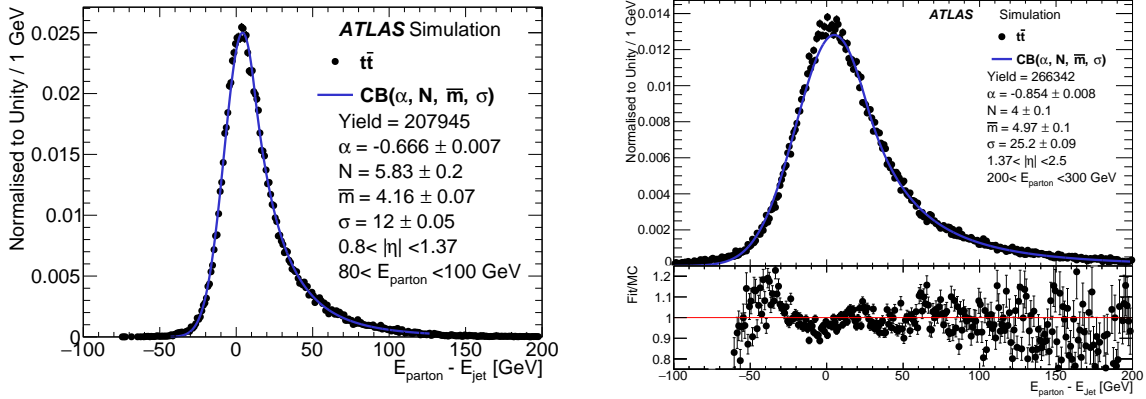 Normalised to Unity / 1 GeV
0.025
0.02
0.015
0.01
0.005
0
ATLAS Simulation
tt̄
CB(α, N, m̄, σ)
Yield = 207945
α = -0.666 ± 0.007
N = 5.83 ± 0.2
m̄ = 4.16 ± 0.07
σ = 12 ± 0.05
0.8< |η| <1.37
80< E_parton <100 GeV
−100 −50 0 50 100 150 200
E_parton - E_jet [GeV]
Normalised to Unity / 1 GeV
0.014
0.012
0.01
0.008
0.006
0.004
0.002
0
ATLAS Simulation
tt̄
CB(α, N, m̄, σ)
Yield = 266342
α = -0.854 ± 0.008
N = 4 ± 0.1
m̄ = 4.97 ± 0.1
σ = 25.2 ± 0.09
1.37< |η| <2.5
200< E_parton <300 GeV
Fit/MC
1.2
1.1
1
0.9
0.8
−100 −50 0 50 100 150 200
E_parton - E_Jet [GeV]